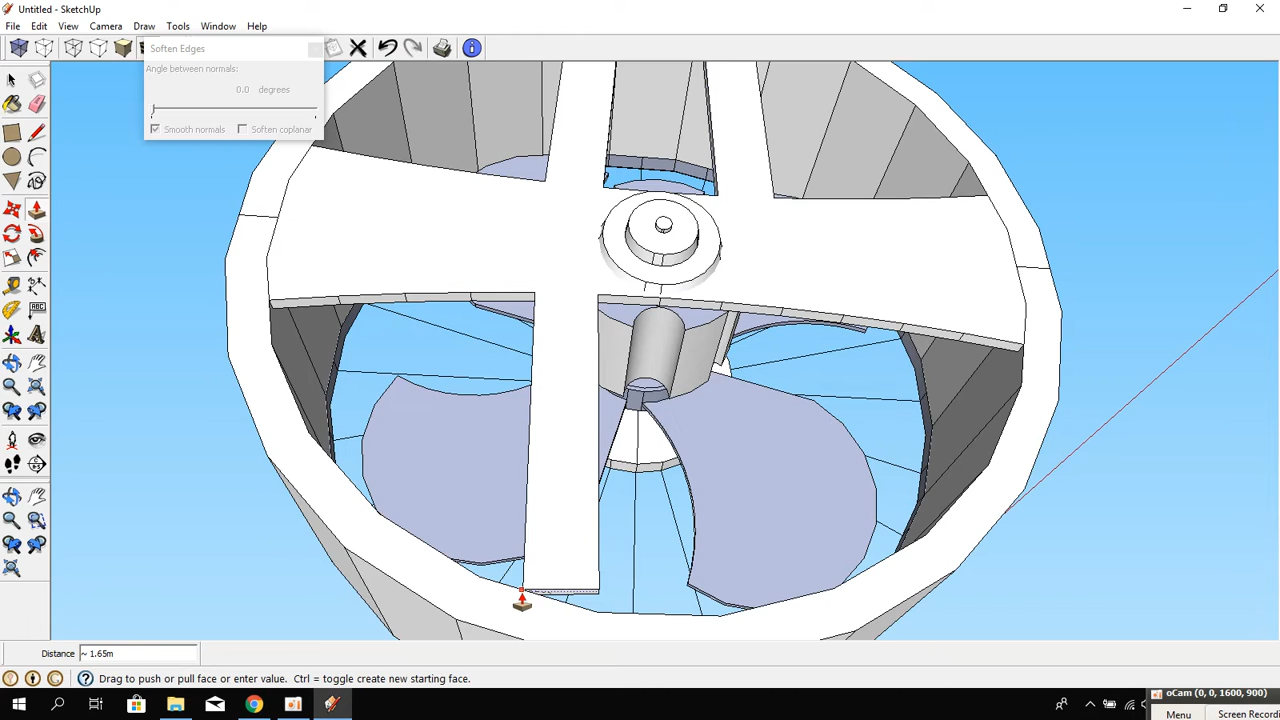 Untitled - SketchUp
File Edit View Camera Draw Tools Window Help
Soften Edges
Angle between normals:
0.0 degrees
Smooth normals Soften coplanar
ABC
Distance ~ 1.65m
Drag to push or pull face or enter value. Ctrl = toggle create new starting face.
oCam (0, 0, 1600, 900)
Menu Screen Recordi